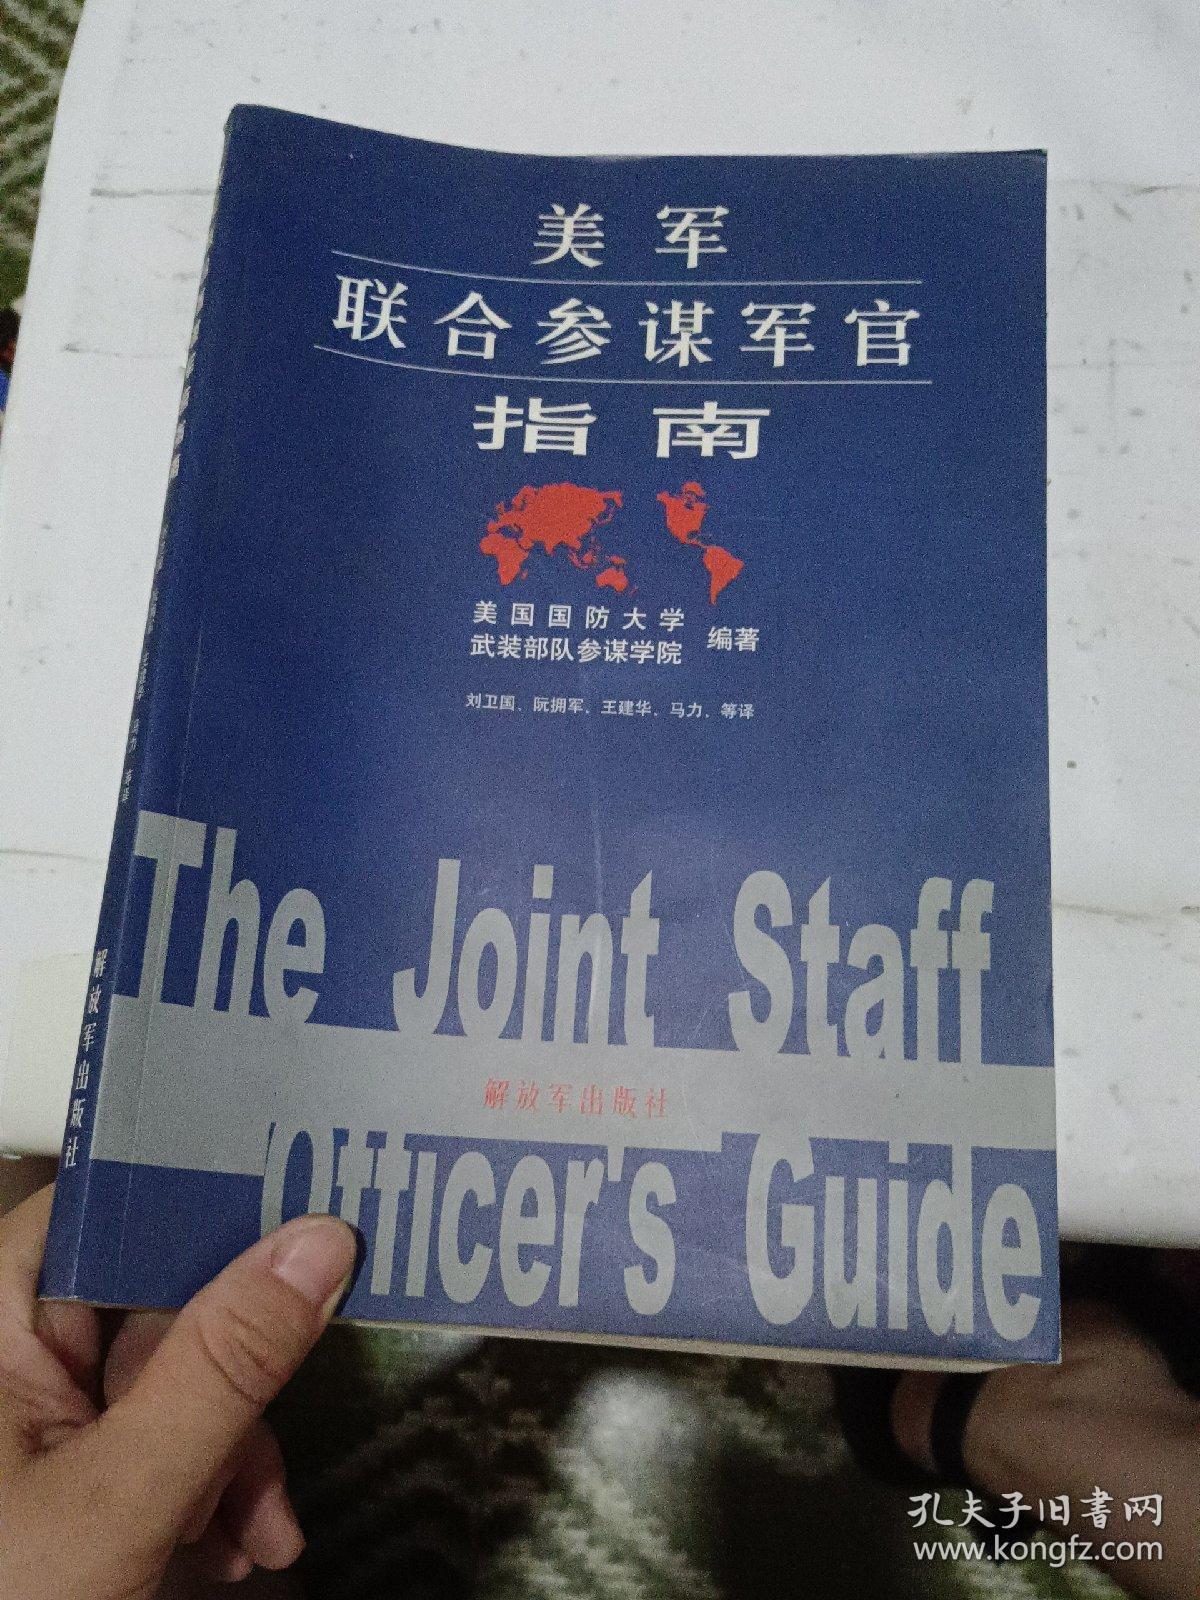 美军
联合参谋军官
指南
美国国防大学
武装部队参谋学院
编著
刘卫国、阮拥军、王建华、马力、等译
The Joint Staff
解放军出版社
Officer's Guide
解放军出版社
孔夫子旧书网
www.kongfz.com